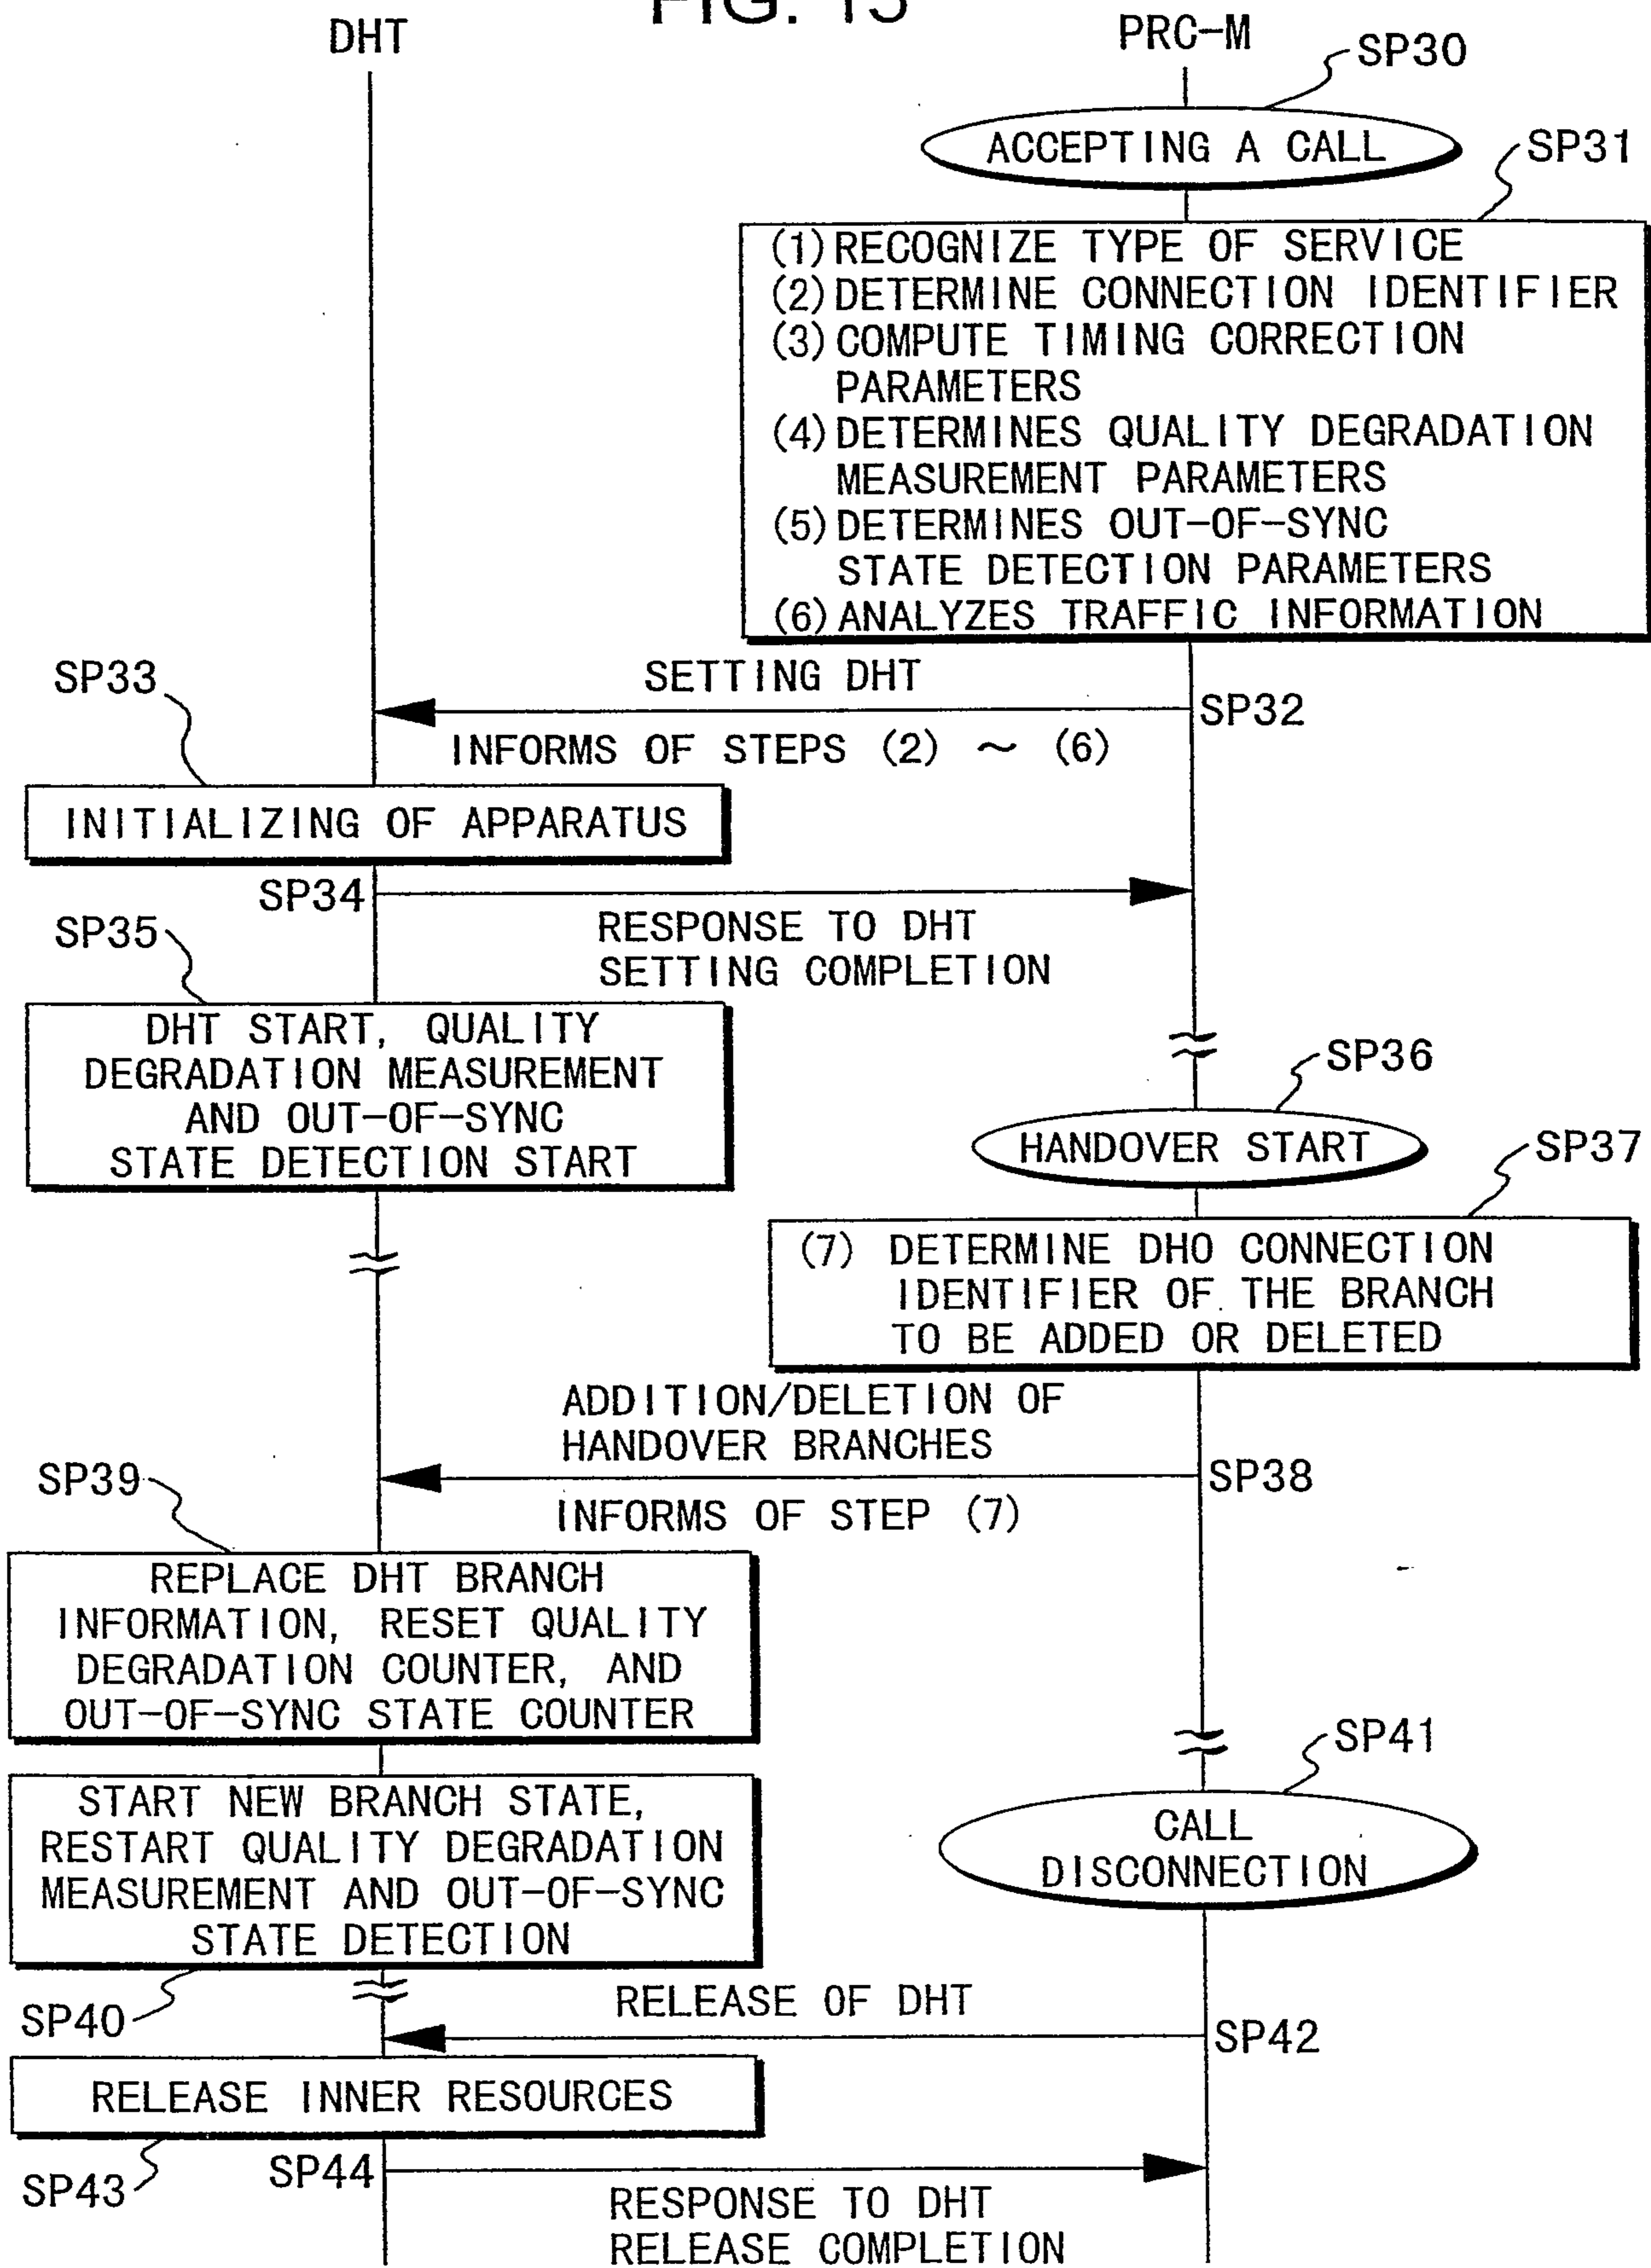 FIG. 15
DHT
PRC-M
SP30
ACCEPTING A CALL
SP31
(1) RECOGNIZE TYPE OF SERVICE
(2) DETERMINE CONNECTION IDENTIFIER
(3) COMPUTE TIMING CORRECTION
PARAMETERS
(4) DETERMINES QUALITY DEGRADATION
MEASUREMENT PARAMETERS
(5) DETERMINES OUT-OF-SYNC
STATE DETECTION PARAMETERS
(6) ANALYZES TRAFFIC INFORMATION
SP33
SETTING DHT
SP32
INFORMS OF STEPS (2) ~ (6)
INITIALIZING OF APPARATUS
SP34
SP35
RESPONSE TO DHT
SETTING COMPLETION
DHT START, QUALITY
DEGRADATION MEASUREMENT
AND OUT-OF-SYNC
STATE DETECTION START
SP36
HANDOVER START
SP37
(7) DETERMINE DHO CONNECTION
IDENTIFIER OF THE BRANCH
TO BE ADDED OR DELETED
ADDITION/DELETION OF
HANDOVER BRANCHES
SP39
SP38
INFORMS OF STEP (7)
REPLACE DHT BRANCH
INFORMATION, RESET QUALITY
DEGRADATION COUNTER, AND
OUT-OF-SYNC STATE COUNTER
SP41
START NEW BRANCH STATE,
RESTART QUALITY DEGRADATION
MEASUREMENT AND OUT-OF-SYNC
STATE DETECTION
CALL
DISCONNECTION
SP40
RELEASE OF DHT
SP42
RELEASE INNER RESOURCES
SP43
SP44
RESPONSE TO DHT
RELEASE COMPLETION